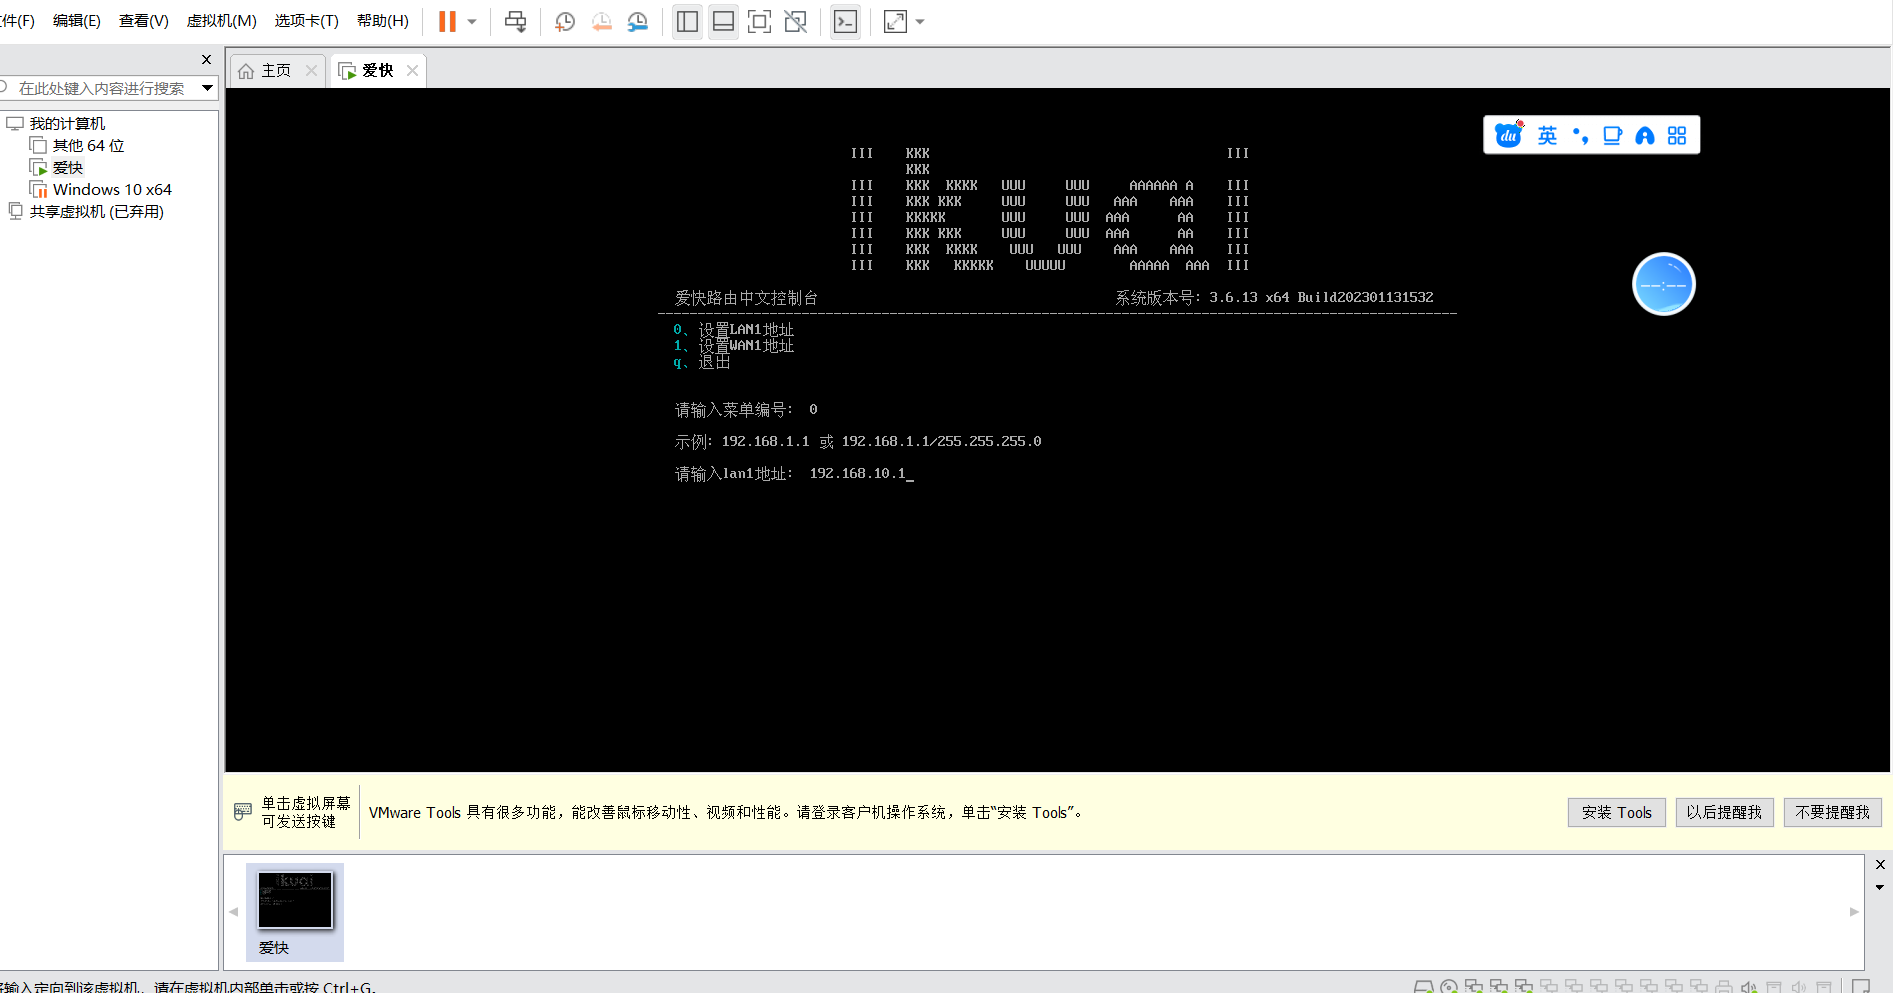 件(F) 编辑(E) 查看(V) 虚拟机(M) 选项卡(T) 帮助(H)
主页 爱快
在此处键入内容进行搜索
我的计算机
其他 64 位
爱快
Windows 10 x64
共享虚拟机 (已弃用)
du 英
III KKK III
KKK
III KKK KKKK UUU UUU AAAAAA A III
III KKK KKK UUU UUU AAA AAA III
III KKKKK UUU UUU AAA AA III
III KKK KKK UUU UUU AAA AA III
III KKK KKKK UUU UUU AAA AAA III
III KKK KKKKK UUUUU AAAAA AAA III
爱快路由中文控制台 系统版本号: 3.6.13 x64 Build202301131532
0、设置LAN1地址
1、设置WAN1地址
q、退出
请输入菜单编号: 0
示例: 192.168.1.1 或 192.168.1.1/255.255.255.0
请输入lan1地址: 192.168.10.1_
单击虚拟屏幕
可发送按键
VMware Tools 具有很多功能，能改善鼠标移动性、视频和性能。请登录客户机操作系统，单击“安装 Tools”。
安装 Tools 以后提醒我 不要提醒我
爱快
将输入定向到该虚拟机，请在虚拟机内部单击或按 Ctrl+G。